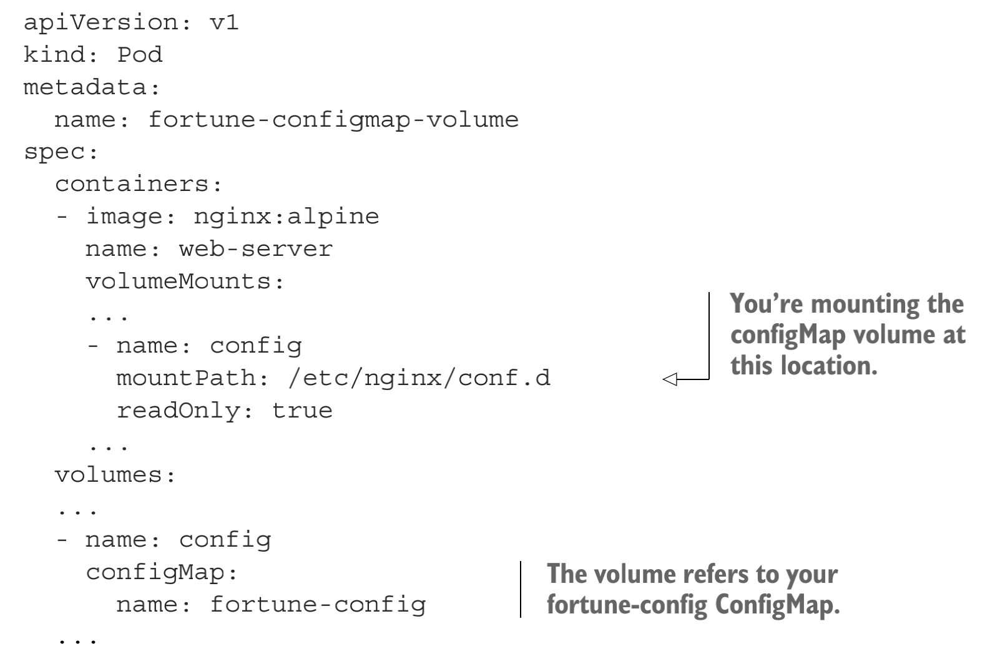 apiVersion: v1
kind: Pod
metadata:
  name: fortune-configmap-volume
spec:
  containers:
  - image: nginx:alpine
    name: web-server
    volumeMounts:
    ...
    - name: config
      mountPath: /etc/nginx/conf.d
      readOnly: true
    ...
  volumes:
  ...
  - name: config
    configMap:
      name: fortune-config
  ...
You’re mounting the
configMap volume at
this location.
The volume refers to your
fortune-config ConfigMap.